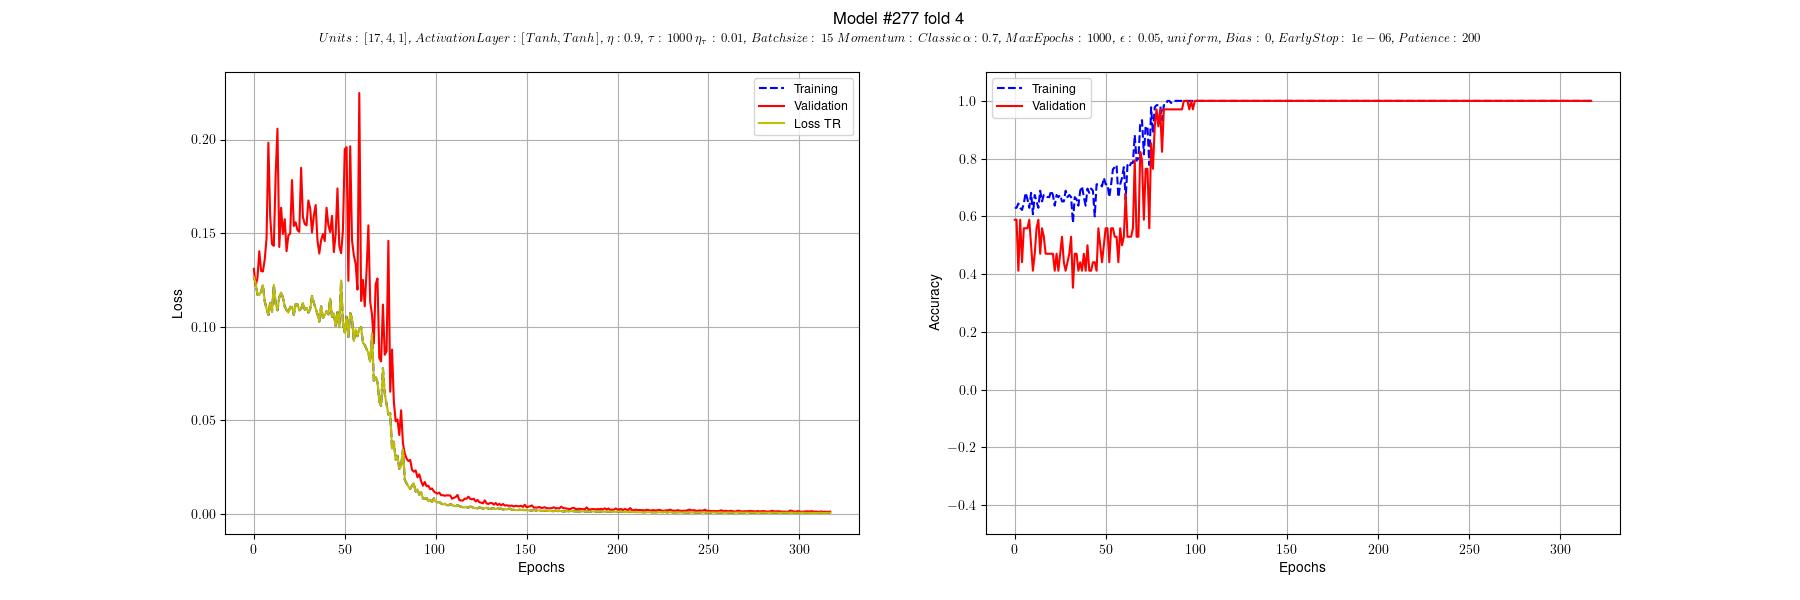 Model #277 fold 4
Units : [17, 4, 1], ActivationLayer : [Tanh, Tanh], η : 0.9, τ : 1000 ητ : 0.01, Batchsize : 15 Momentum : Classic α : 0.7, MaxEpochs : 1000, ϵ : 0.05, uniform, Bias : 0, EarlyStop : 1e − 06, Patience : 200
Training
Validation
Loss TR
0.20
0.15
0.10
0.05
0.00
Loss
0
50
100
150
200
250
300
Epochs
Training
Validation
1.0
0.8
0.6
0.4
0.2
0.0
−0.2
−0.4
Accuracy
0
50
100
150
200
250
300
Epochs